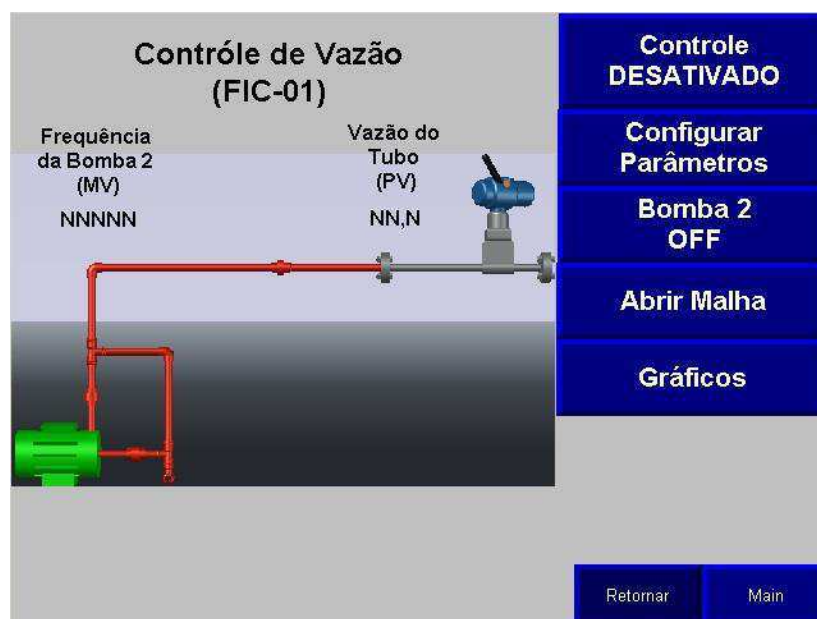 Contróle de Vazão
(FIC-01)
Frequência
da Bomba 2
(MV)
NNNNN
Vazão do
Tubo
(PV)
NN,N
Controle
DESATIVADO
Configurar
Parâmetros
Bomba 2
OFF
Abrir Malha
Gráficos
Retornar
Main